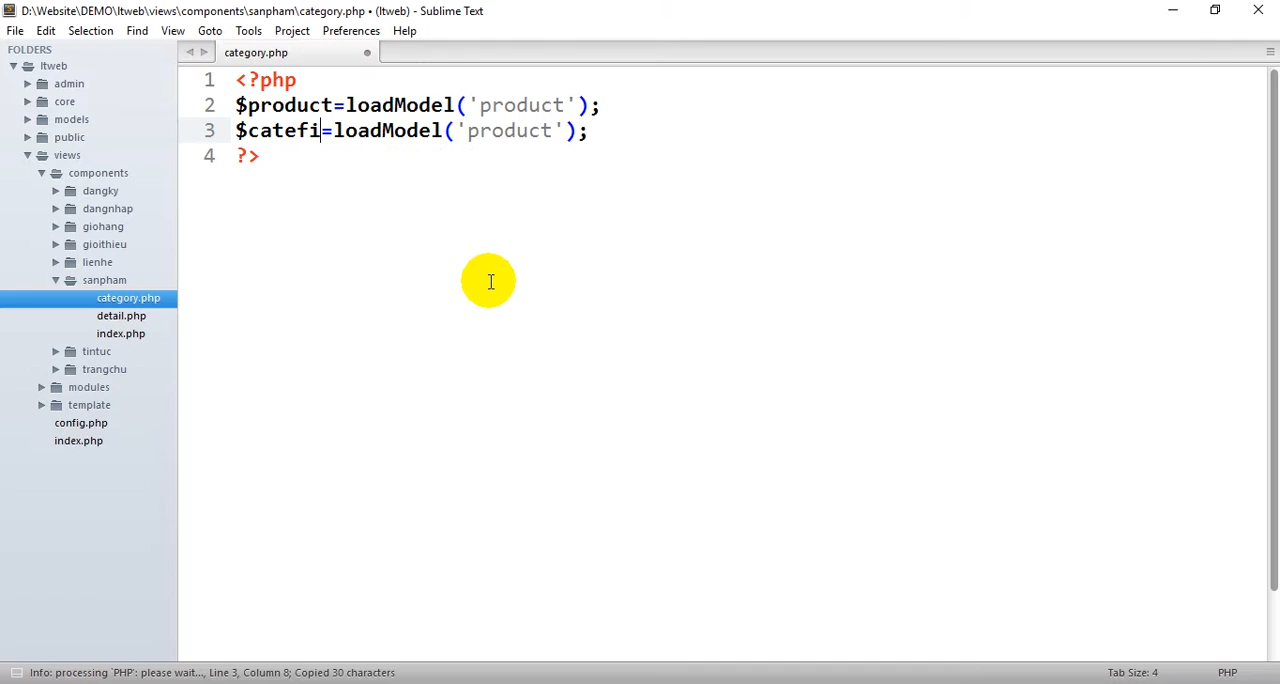 D:\Website\DEMO\ltweb\views\components\sanpham\category.php • (ltweb) - Sublime Text
File Edit Selection Find View Goto Tools Project Preferences Help
FOLDERS
ltweb
admin
core
models
public
views
components
dangky
dangnhap
giohang
gioithieu
lienhe
sanpham
category.php
detail.php
index.php
tintuc
trangchu
modules
template
config.php
index.php
category.php
1 <?php
2 $product=loadModel('product');
3 $catefi=loadModel('product');
4 ?>
Info: processing `PHP': please wait..., Line 3, Column 8; Copied 30 characters
Tab Size: 4
PHP